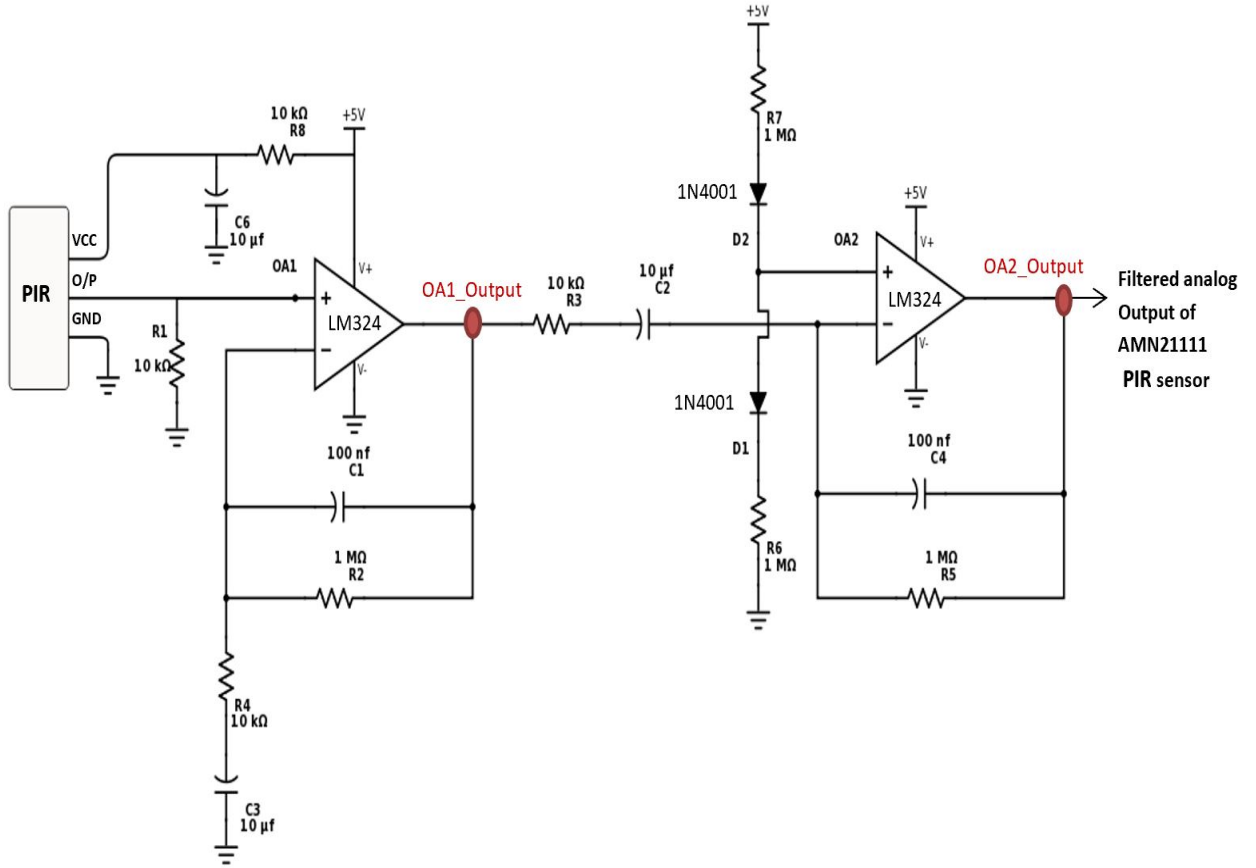 +5V
R7
1 MΩ
10 kΩ
R8
+5V
1N4001
+5V
C6
10 µf
D2
OA2
V+
VCC
OA1
V+
OA2_Output
O/P
PIR
GND
+
LM324
−
V-
OA1_Output
10 kΩ
R3
10 µf
C2
+
LM324
−
V-
Filtered analog
Output of
AMN21111
PIR sensor
R1
10 kΩ
1N4001
D1
100 nf
C1
100 nf
C4
1 MΩ
R2
R6
1 MΩ
1 MΩ
R5
R4
10 kΩ
C3
10 µf